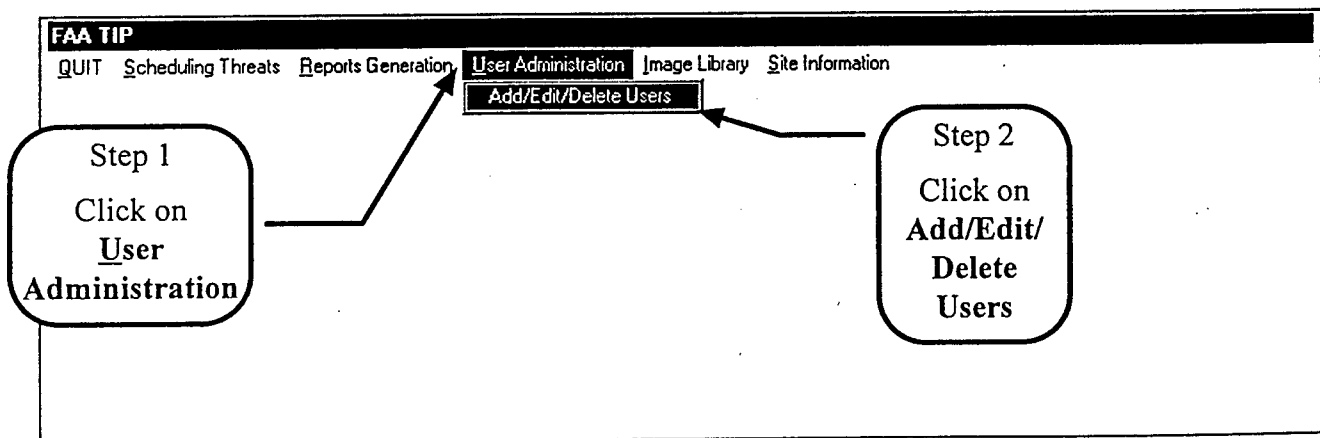 FAA TIP
QUIT Scheduling Threats Reports Generation User Administration Image Library Site Information
Add/Edit/Delete Users
Step 1
Click on
User
Administration
Step 2
Click on
Add/Edit/
Delete
Users